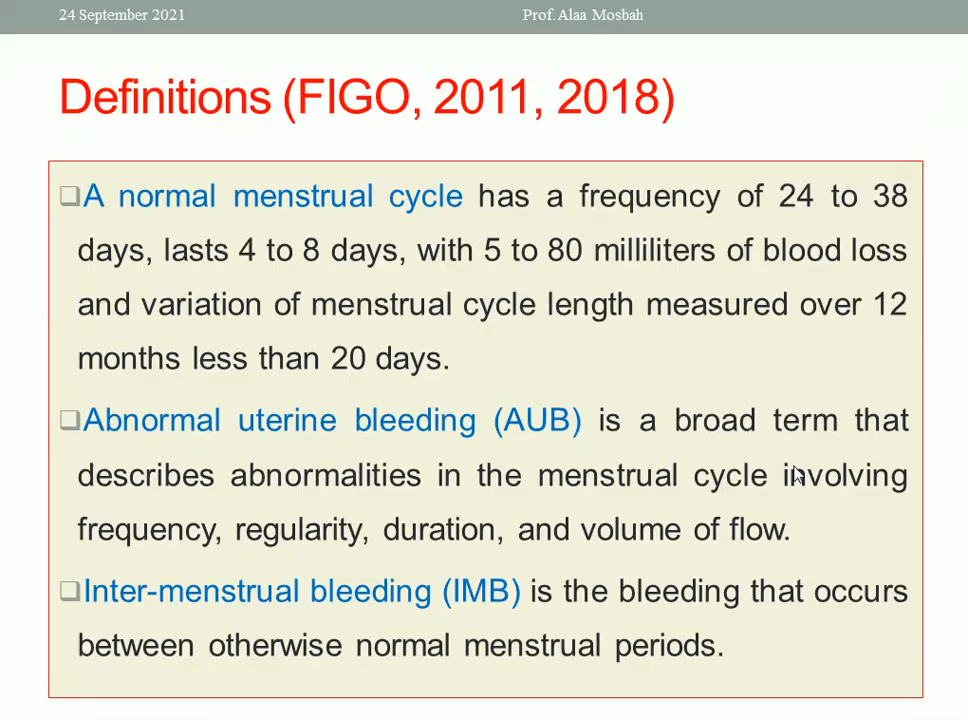 24 September 2021
Prof. Alaa Mosbah
Definitions (FIGO, 2011, 2018)
A normal menstrual cycle has a frequency of 24 to 38
days, lasts 4 to 8 days, with 5 to 80 milliliters of blood loss
and variation of menstrual cycle length measured over 12
months less than 20 days.
Abnormal uterine bleeding (AUB) is a broad term that
describes abnormalities in the menstrual cycle involving
frequency, regularity, duration, and volume of flow.
Inter-menstrual bleeding (IMB) is the bleeding that occurs
between otherwise normal menstrual periods.